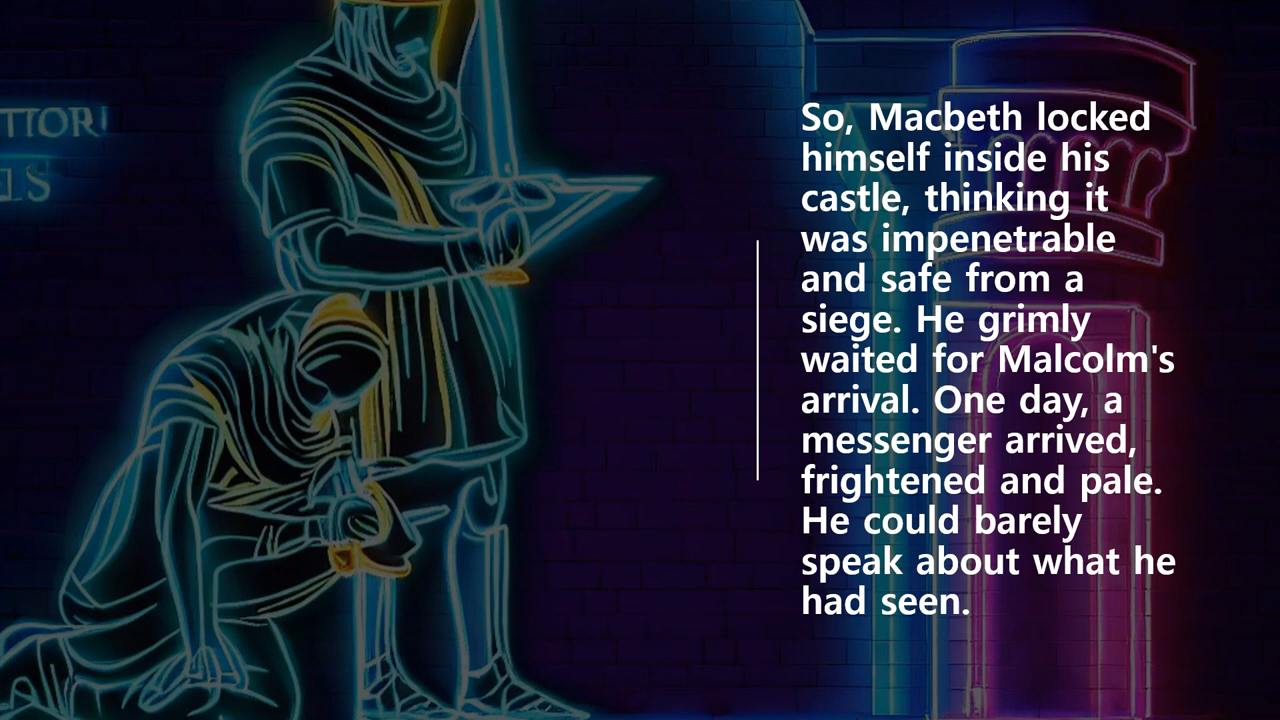 So, Macbeth locked
himself inside his
castle, thinking it
was impenetrable
and safe from a
siege. He grimly
waited for Malcolm's
arrival. One day, a
messenger arrived,
frightened and pale.
He could barely
speak about what he
had seen.